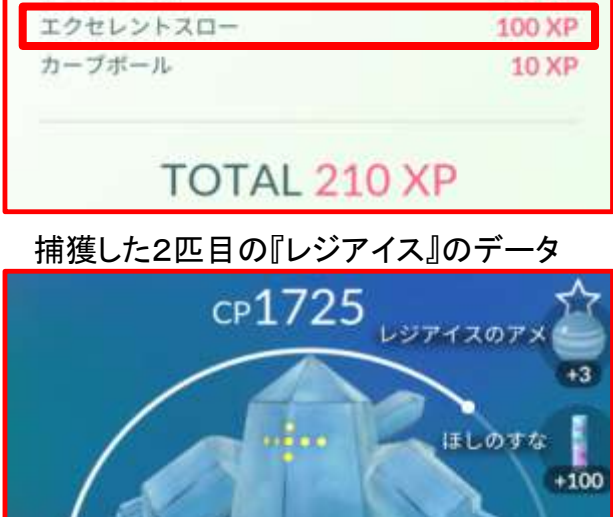 エクセレントスロー 100 XP
カーブボール 10 XP
TOTAL 210 XP
捕獲した2匹目の『レジアイス』のデータ
CP1725
レジアイスのアメ
+3
ほしのすな
+100